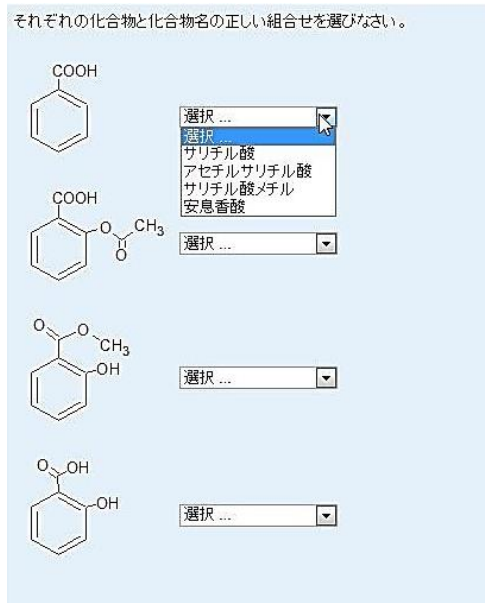 それぞれの化合物と化合物名の正しい組合せを選びなさい。
COOH
選択 ...
選択 ...
サリチル酸
アセチルサリチル酸
サリチル酸メチル
安息香酸
COOH
O CH3
O
選択 ...
O O
CH3
OH
選択 ...
O OH
OH
選択 ...